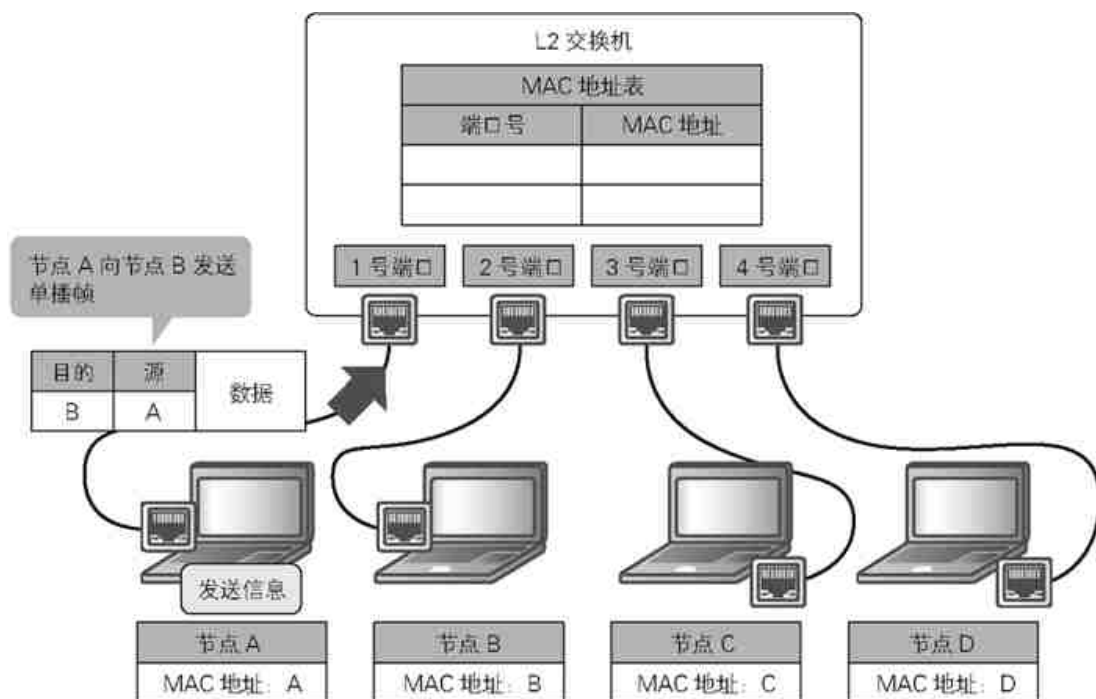 L2 交换机
MAC 地址表
端口号 MAC 地址
1 号端口 2 号端口 3 号端口 4 号端口
节点 A 向节点 B 发送
单播帧
目的 源 数据
B A
发送信息
节点 A 节点 B 节点 C 节点 D
MAC 地址: A MAC 地址: B MAC 地址: C MAC 地址: D